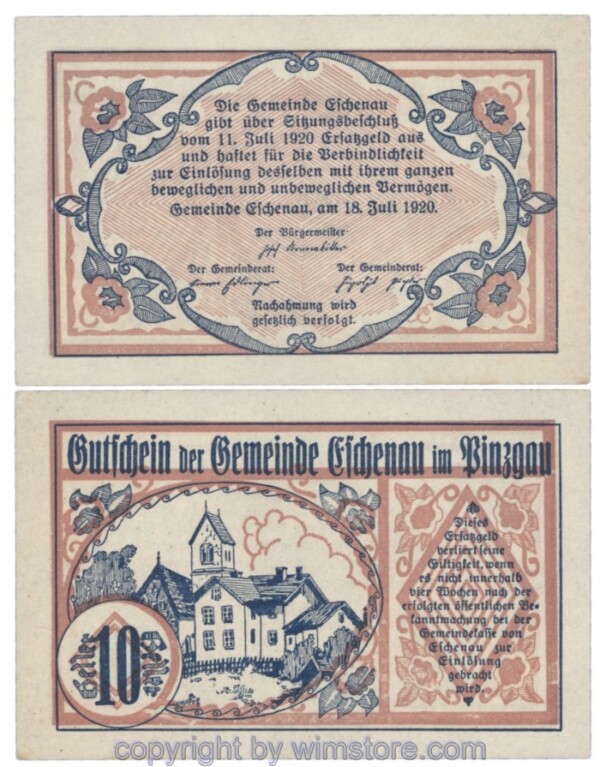 Die Gemeinde Eschenau
gibt über Sitzungsbeschluß
vom 11. Juli 1920 Ersatzgeld aus
und haftet für die Verbindlichkeit
zur Einlösung desselben mit ihrem ganzen
beweglichen und unbeweglichen Vermögen.
Gemeinde Eschenau, am 18. Juli 1920.
Der Bürgermeister
Der Gemeinderat: Der Gemeinderat:
Nachahmung wird
gesetzlich verfolgt.
Gutschein der Gemeinde Eschenau im Pinzgau
Dieses
Ersatzgeld
verliert seine
Giltigkeit, wenn
es nicht innerhalb
vier Wochen nach der
erfolgten öffentlichen Be-
kanntmachung bei der
Gemeindekasse von
Eschenau zur
Einlösung
gebracht
wird.
Heller 10 Heller
copyright by wimstore.com